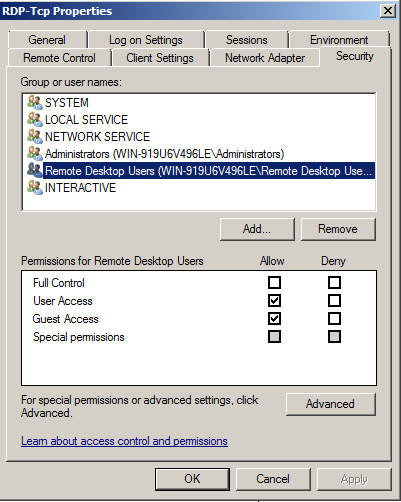 RDP-Tcp Properties
General
Log on Settings
Sessions
Environment
Remote Control
Client Settings
Network Adapter
Security
Group or user names:
SYSTEM
LOCAL SERVICE
NETWORK SERVICE
Administrators (WIN-919U6V496LE\Administrators)
Remote Desktop Users (WIN-919U6V496LE\Remote Desktop Use...
INTERACTIVE
Add...
Remove
Permissions for Remote Desktop Users Allow Deny
Full Control
User Access
Guest Access
Special permissions
For special permissions or advanced settings, click
Advanced.
Advanced
Learn about access control and permissions
OK
Cancel
Apply